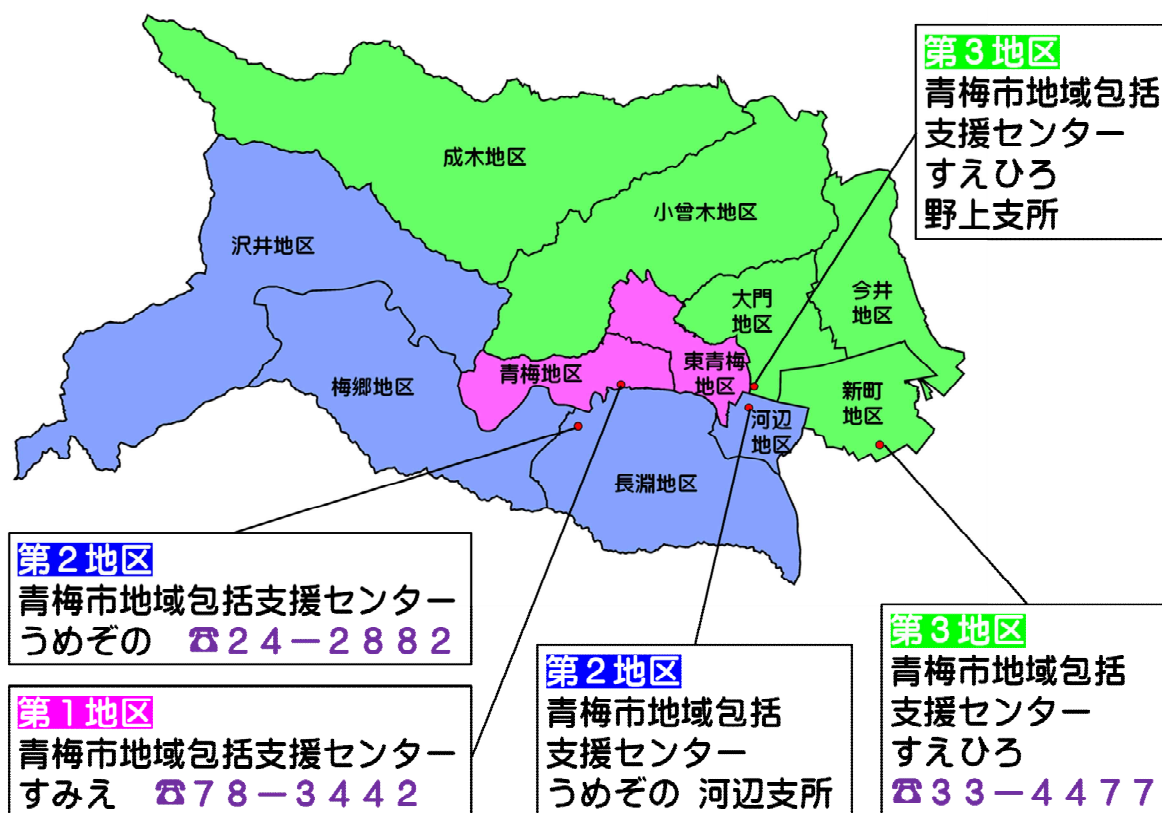 第３地区
青梅市地域包括
支援センター
すえひろ
野上支所
成木地区
小曾木地区
沢井地区
大門
地区
今井
地区
梅郷地区
青梅地区
東青梅
地区
新町
地区
河辺
地区
長淵地区
第２地区
青梅市地域包括支援センター
うめぞの ☎２４－２８８２
第１地区
青梅市地域包括支援センター
すみえ ☎７８－３４４２
第２地区
青梅市地域包括
支援センター
うめぞの 河辺支所
第３地区
青梅市地域包括
支援センター
すえひろ
☎３３－４４７７